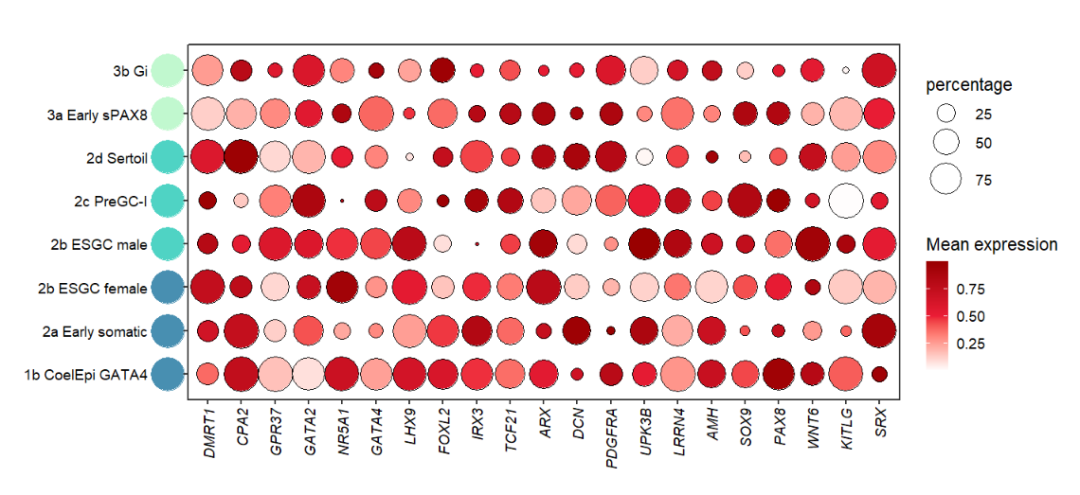 3b Gi
3a Early sPAX8
2d Sertoil
2c PreGC-I
2b ESGC male
2b ESGC female
2a Early somatic
1b CoelEpi GATA4
DMRT1
CPA2
GPR37
GATA2
NR5A1
GATA4
LHX9
FOXL2
IRX3
TCF21
ARX
DCN
PDGFRA
UPK3B
LRRN4
AMH
SOX9
PAX8
WNT6
KITLG
SRX
percentage
25
50
75
Mean expression
0.75
0.50
0.25